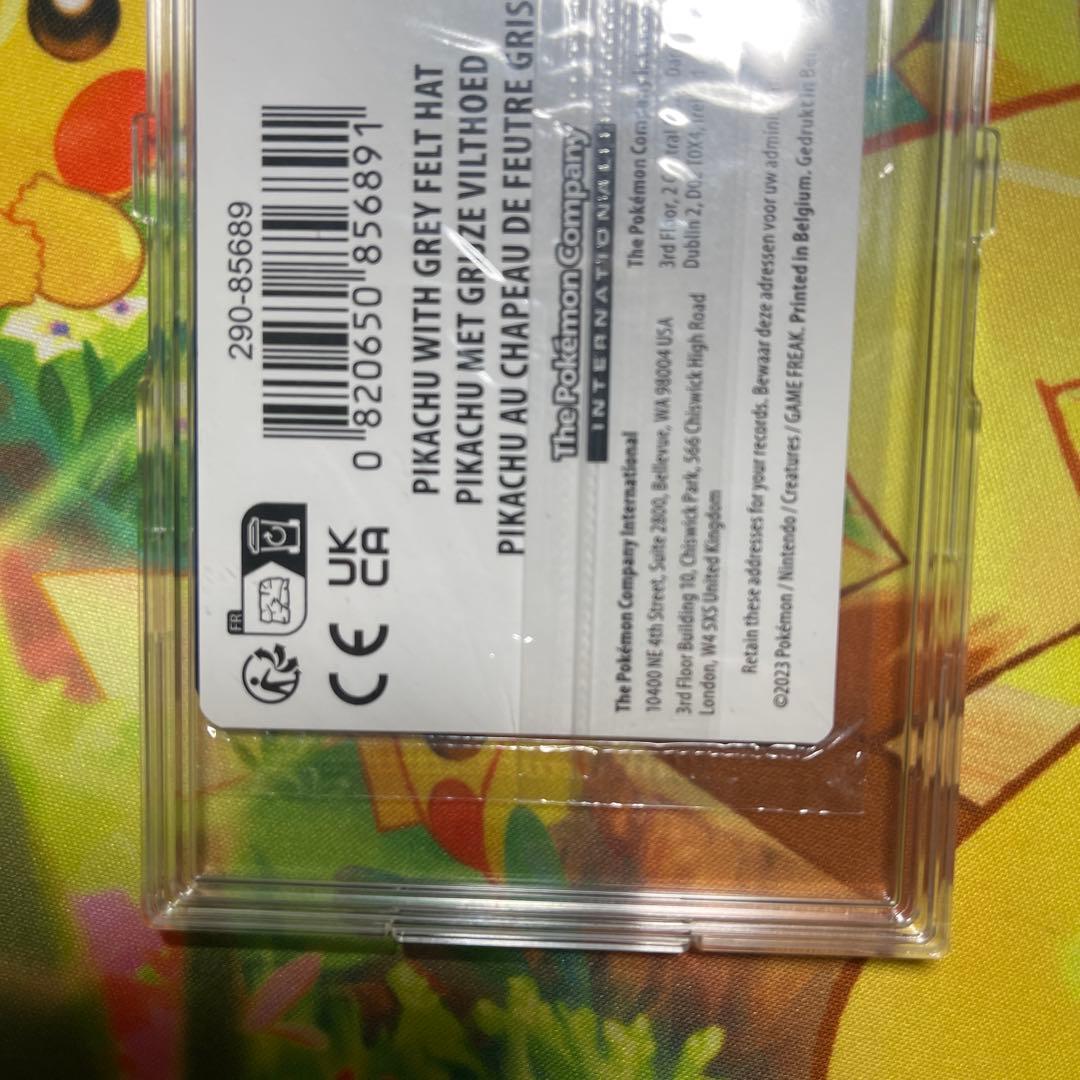 290-85689
0 820650 856891
FR
CE
UK
CA
PIKACHU WITH GREY FELT HAT
PIKACHU MET GRIJZE VILTHOED
PIKACHU AU CHAPEAU DE FEUTRE GRIS
The Pokémon Company
INTERNATIONAL
The Pokémon Company International
10400 NE 4th Street, Suite 2800, Bellevue, WA 98004 USA
3rd Floor Building 10, Chiswick Park, 566 Chiswick High Road
London, W4 5XS United Kingdom
The Pokémon
3rd Floor, 2
Dublin 2, D02
Retain these addresses for your records. Bewaar deze adressen voor uw
©2023 Pokémon / Nintendo / Creatures / GAME FREAK. Printed in Belgium. Gedrukt in